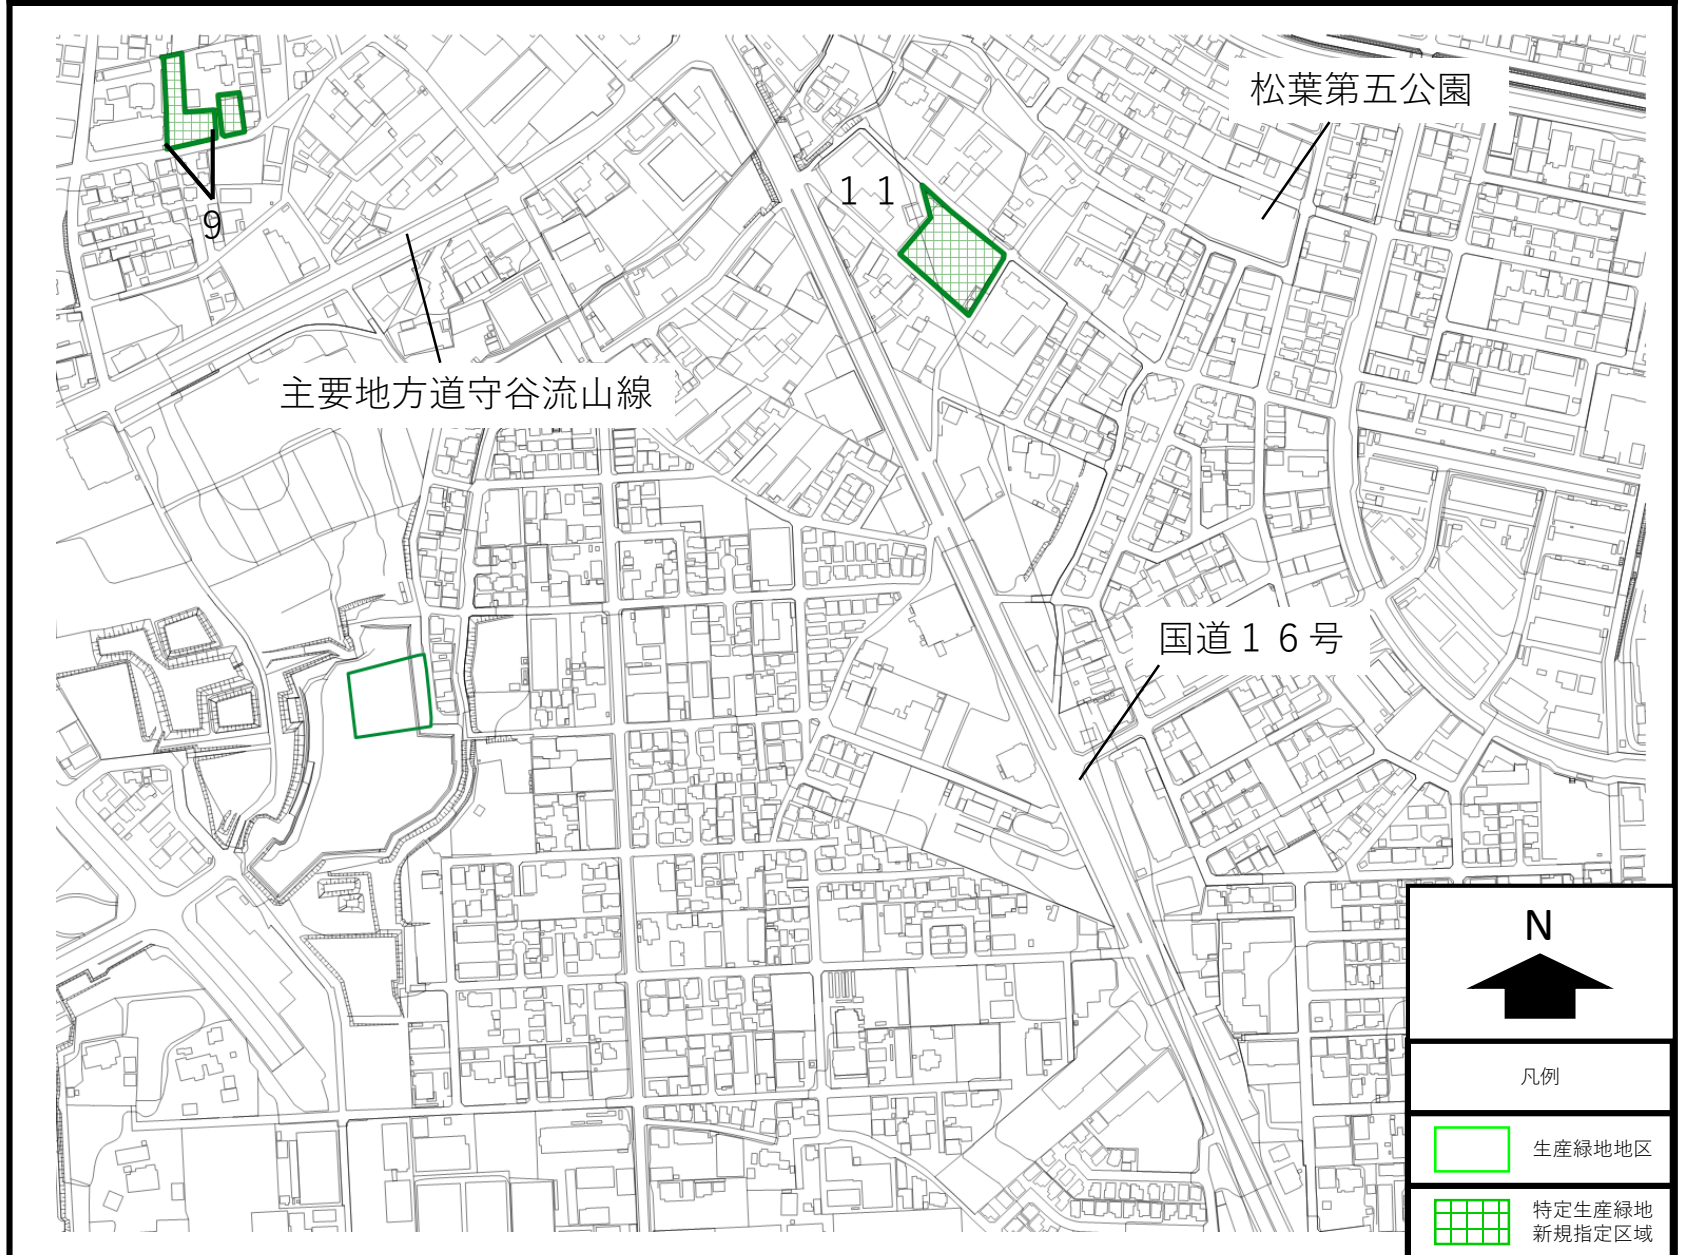 松葉第五公園
１１
9
主要地方道守谷流山線
国道１６号
N
凡例
生産緑地地区
特定生産緑地
新規指定区域